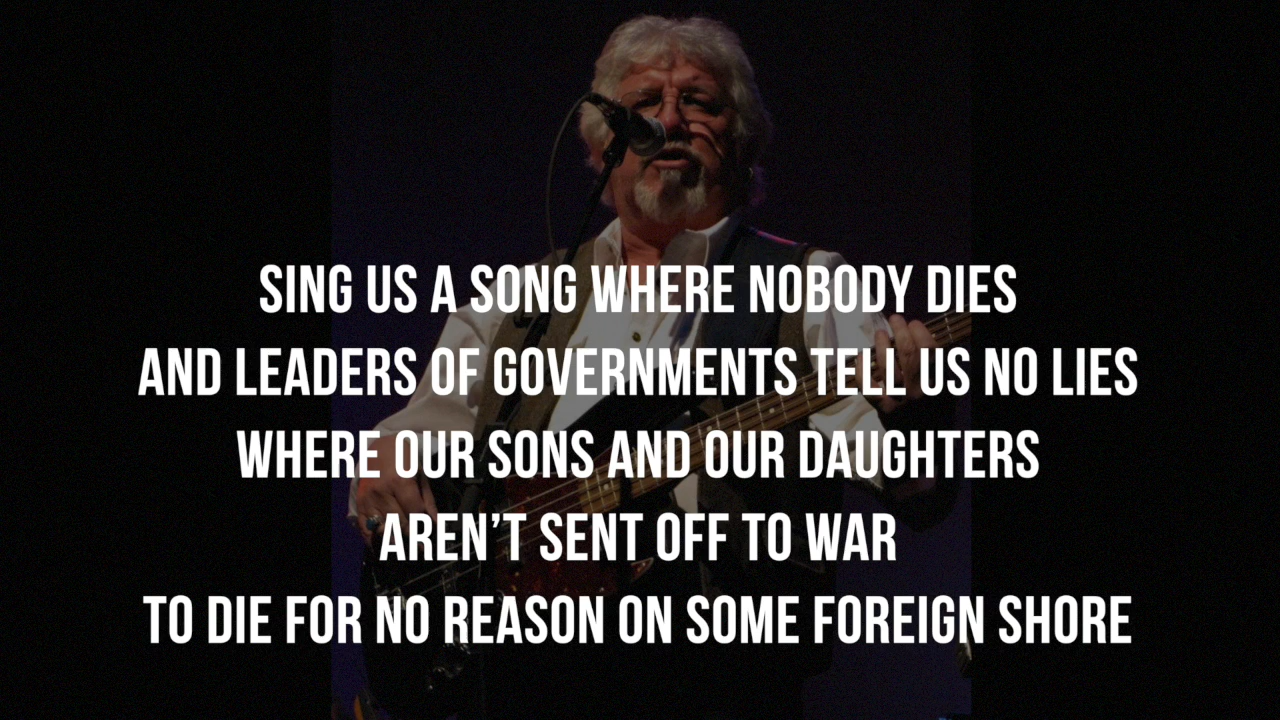 SING US A SONG WHERE NOBODY DIES
AND LEADERS OF GOVERNMENTS TELL US NO LIES
WHERE OUR SONS AND OUR DAUGHTERS
AREN’T SENT OFF TO WAR
TO DIE FOR NO REASON ON SOME FOREIGN SHORE